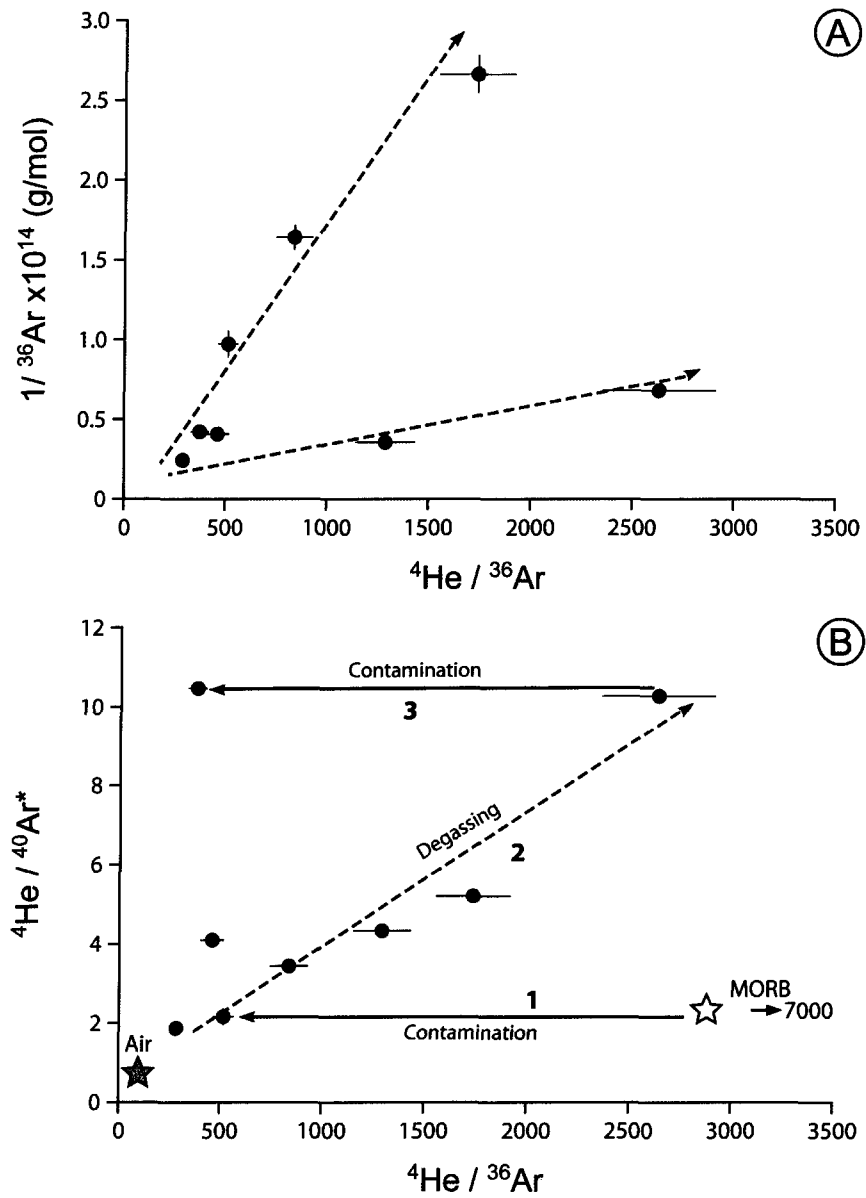 A
3.0
2.5
2.0
1.5
1.0
0.5
0
1/ ³⁶Ar x10¹⁴ (g/mol)
0 500 1000 1500 2000 2500 3000 3500
⁴He / ³⁶Ar
B
12
10
8
6
4
2
0
⁴He / ⁴⁰Ar*
Contamination
3
Degassing
2
1
MORB
7000
Contamination
Air
0 500 1000 1500 2000 2500 3000 3500
⁴He / ³⁶Ar